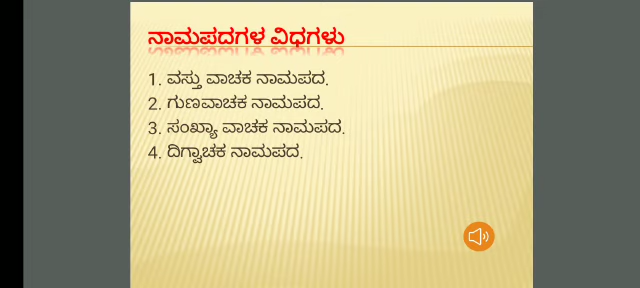 ನಾಮಪದಗಳ ವಿಧಗಳು
1. ವಸ್ತು ವಾಚಕ ನಾಮಪದ.
2. ಗುಣವಾಚಕ ನಾಮಪದ.
3. ಸಂಖ್ಯಾ ವಾಚಕ ನಾಮಪದ.
4. ದಿಗ್ವಾಚಕ ನಾಮಪದ.